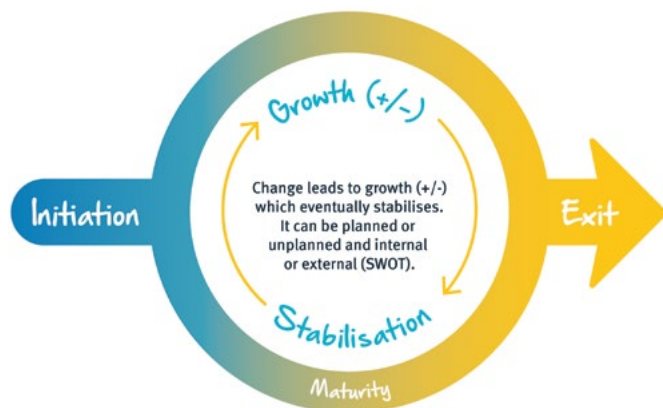 Growth (+/-)
Initiation
Change leads to growth (+/-)
which eventually stabilises.
It can be planned or
unplanned and internal
or external (SWOT).
Exit
Stabilisation
Maturity